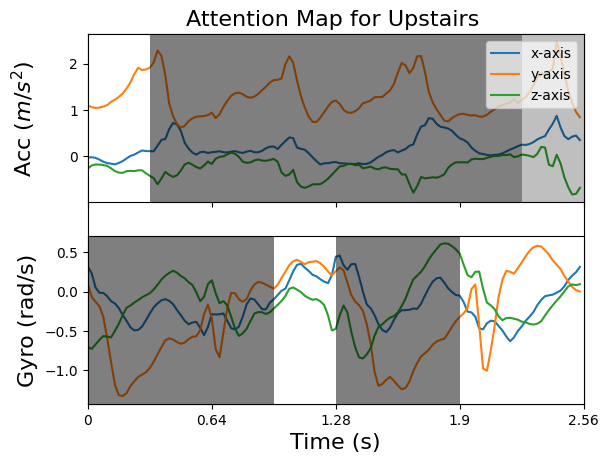 Attention Map for Upstairs
Acc (m/s²)
2
1
0
x-axis
y-axis
z-axis
Gyro (rad/s)
0.5
0.0
−0.5
−1.0
0 0.64 1.28 1.9 2.56
Time (s)